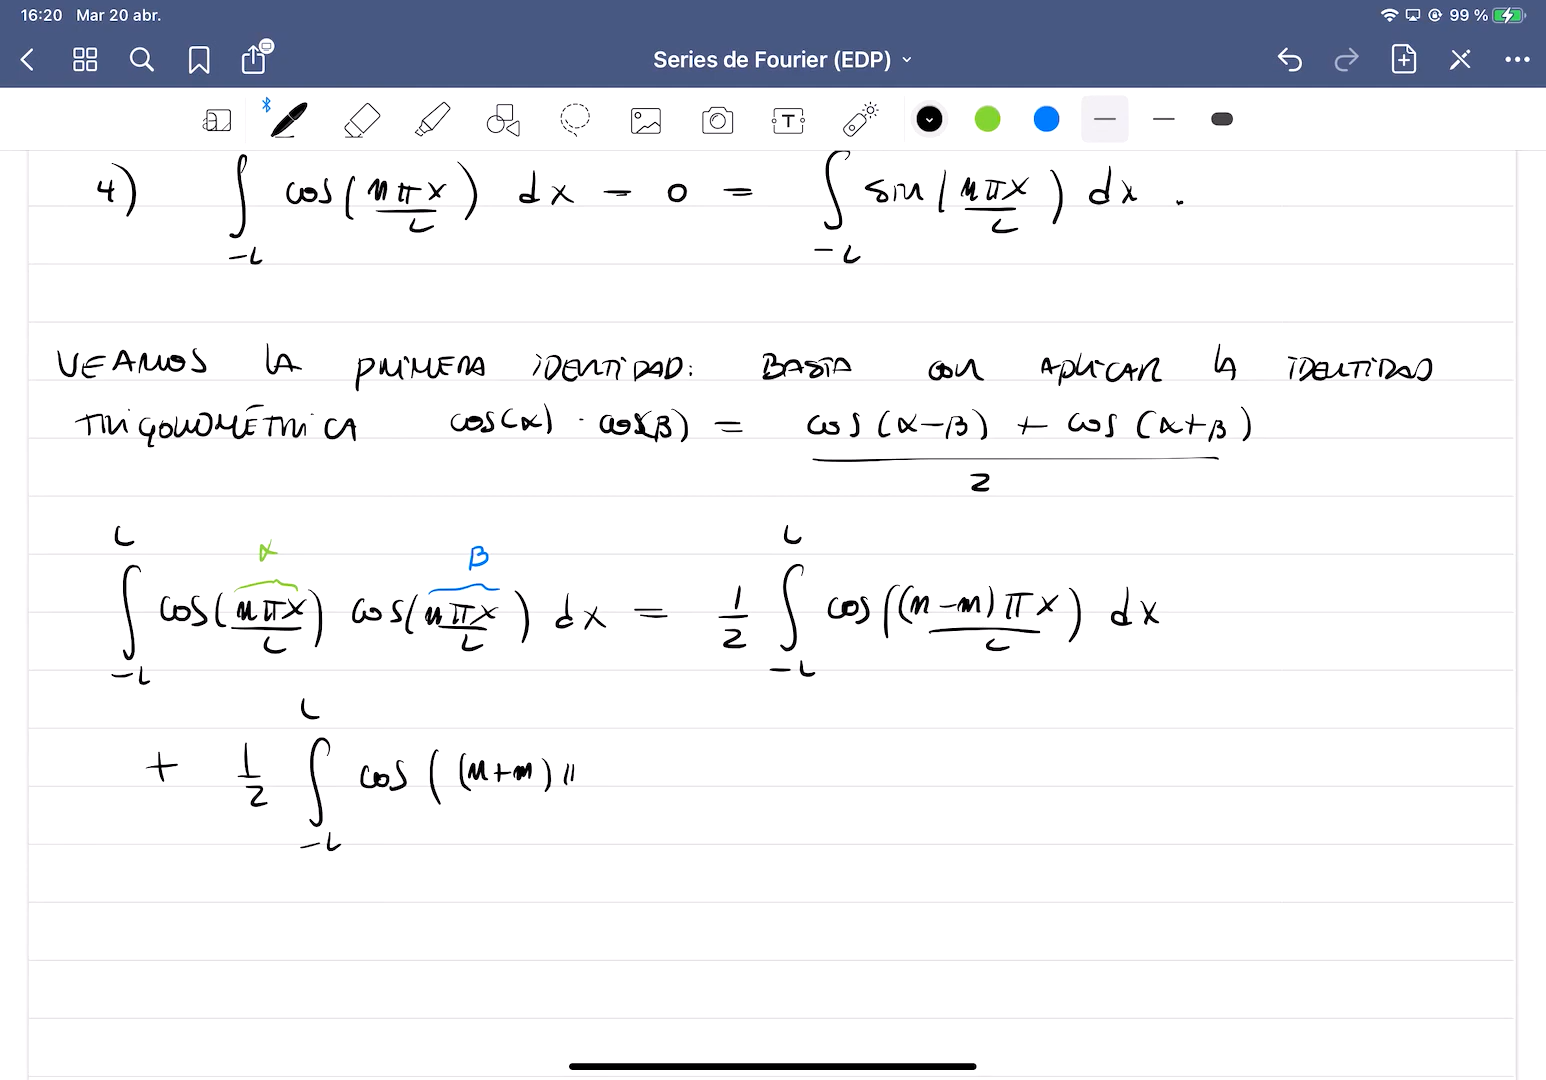 16:20 Mar 20 abr. 99 %
Series de Fourier (EDP)
4) ∫_{-L} cos(nπx/L) dx = 0 = ∫_{-L} sin(nπx/L) dx .
VEAMOS LA PRIMERA IDENTIDAD: BASTA CON APLICAR LA IDENTIDAD
TRIGONOMÉTRICA cos(α) · cos(β) = (cos(α-β) + cos(α+β))/2
α β
∫_{-L}^{L} cos(nπx/L) cos(mπx/L) dx = 1/2 ∫_{-L}^{L} cos((n-m)πx/L) dx
+ 1/2 ∫_{-L}^{L} cos((n+m) π